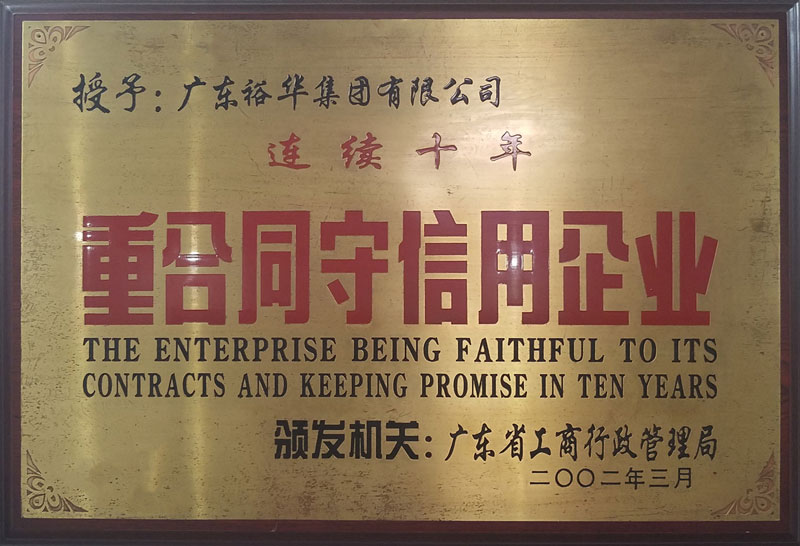 授予：广东裕华集团有限公司
连续十年
重合同守信用企业
THE ENTERPRISE BEING FAITHFUL TO ITS
CONTRACTS AND KEEPING PROMISE IN TEN YEARS
颁发机关：广东省工商行政管理局
二〇〇二年三月